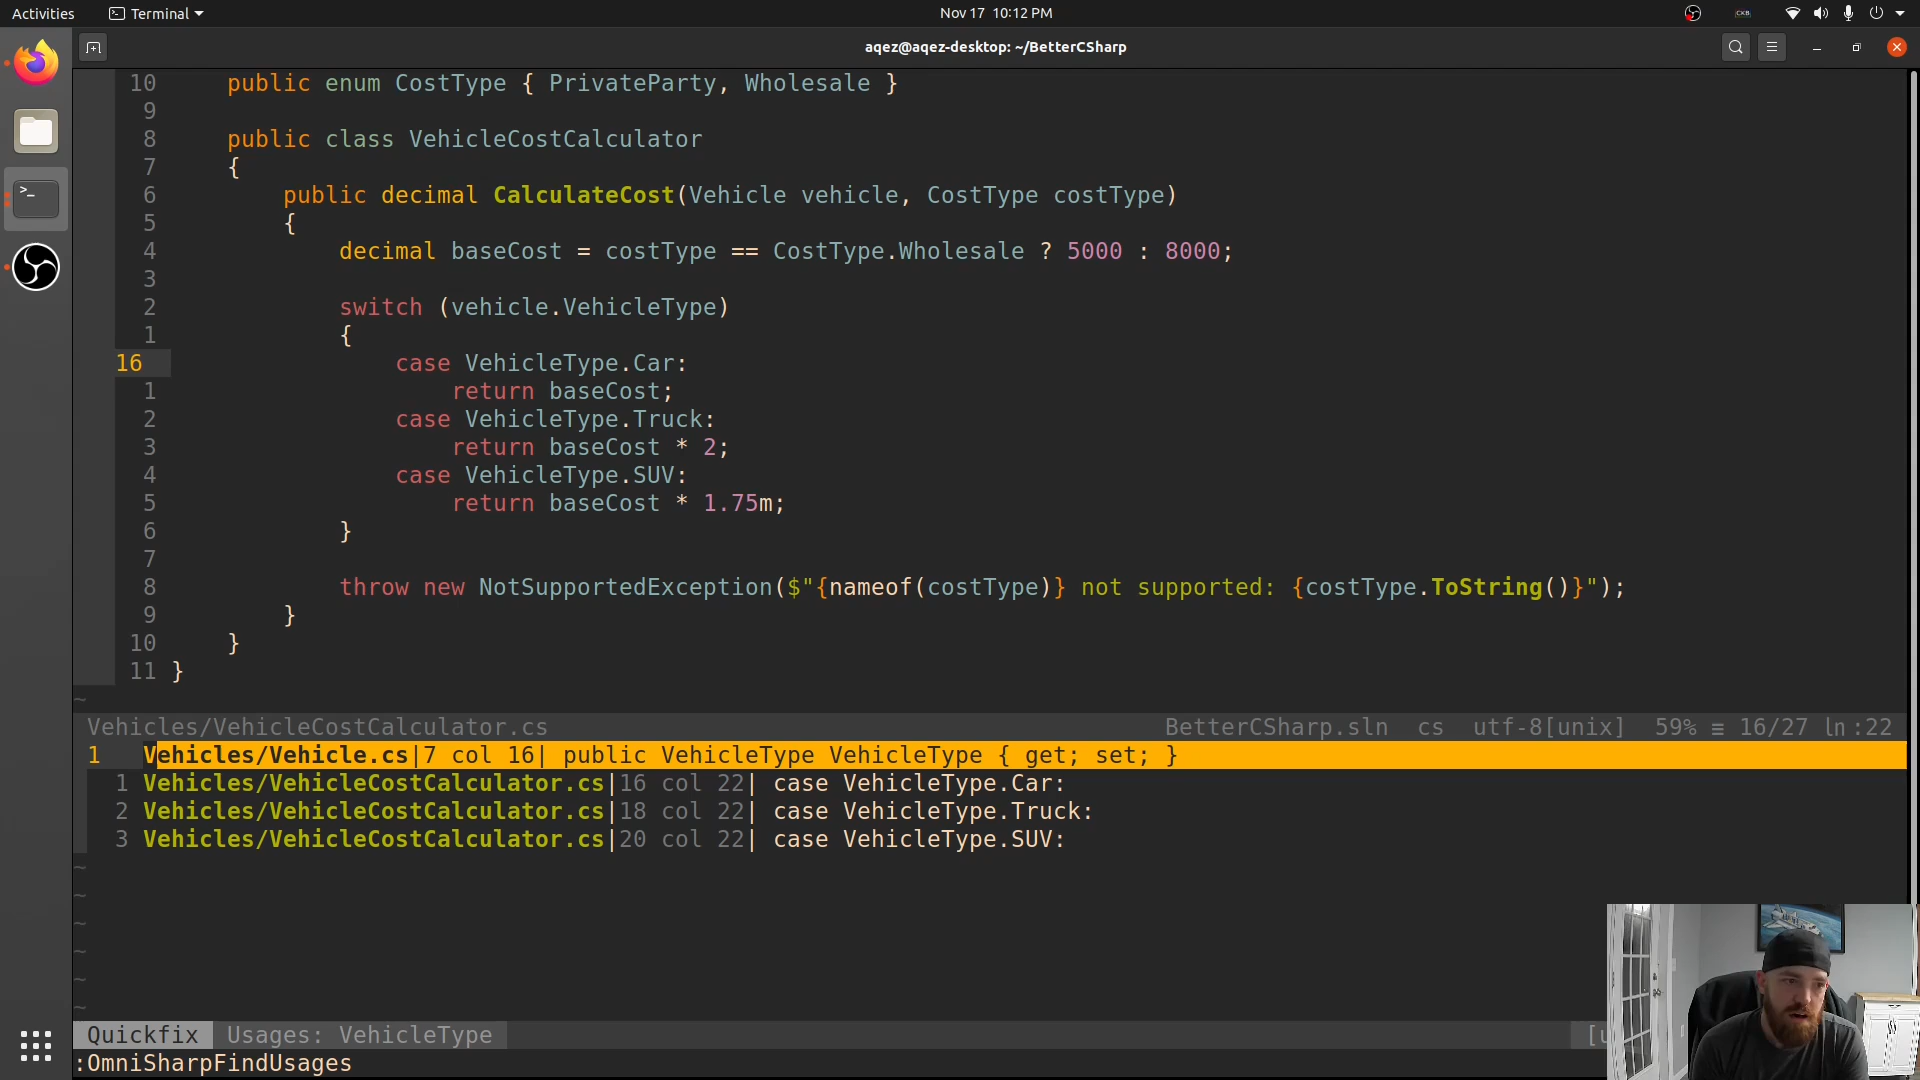 Activities Terminal Nov 17 10:12 PM CKB
aqez@aqez-desktop: ~/BetterCSharp
10 public enum CostType { PrivateParty, Wholesale }
9
8 public class VehicleCostCalculator
7 {
6 public decimal CalculateCost(Vehicle vehicle, CostType costType)
5 {
4 decimal baseCost = costType == CostType.Wholesale ? 5000 : 8000;
3
2 switch (vehicle.VehicleType)
1 {
16 case VehicleType.Car:
1 return baseCost;
2 case VehicleType.Truck:
3 return baseCost * 2;
4 case VehicleType.SUV:
5 return baseCost * 1.75m;
6 }
7
8 throw new NotSupportedException($"{nameof(costType)} not supported: {costType.ToString()}");
9 }
10 }
11 }
~
Vehicles/VehicleCostCalculator.cs BetterCSharp.sln cs utf-8[unix] 59% ≡ 16/27 ln:22
1 Vehicles/Vehicle.cs|7 col 16| public VehicleType VehicleType { get; set; }
1 Vehicles/VehicleCostCalculator.cs|16 col 22| case VehicleType.Car:
2 Vehicles/VehicleCostCalculator.cs|18 col 22| case VehicleType.Truck:
3 Vehicles/VehicleCostCalculator.cs|20 col 22| case VehicleType.SUV:
~
~
~
~
~
~
Quickfix Usages: VehicleType [u
:OmniSharpFindUsages